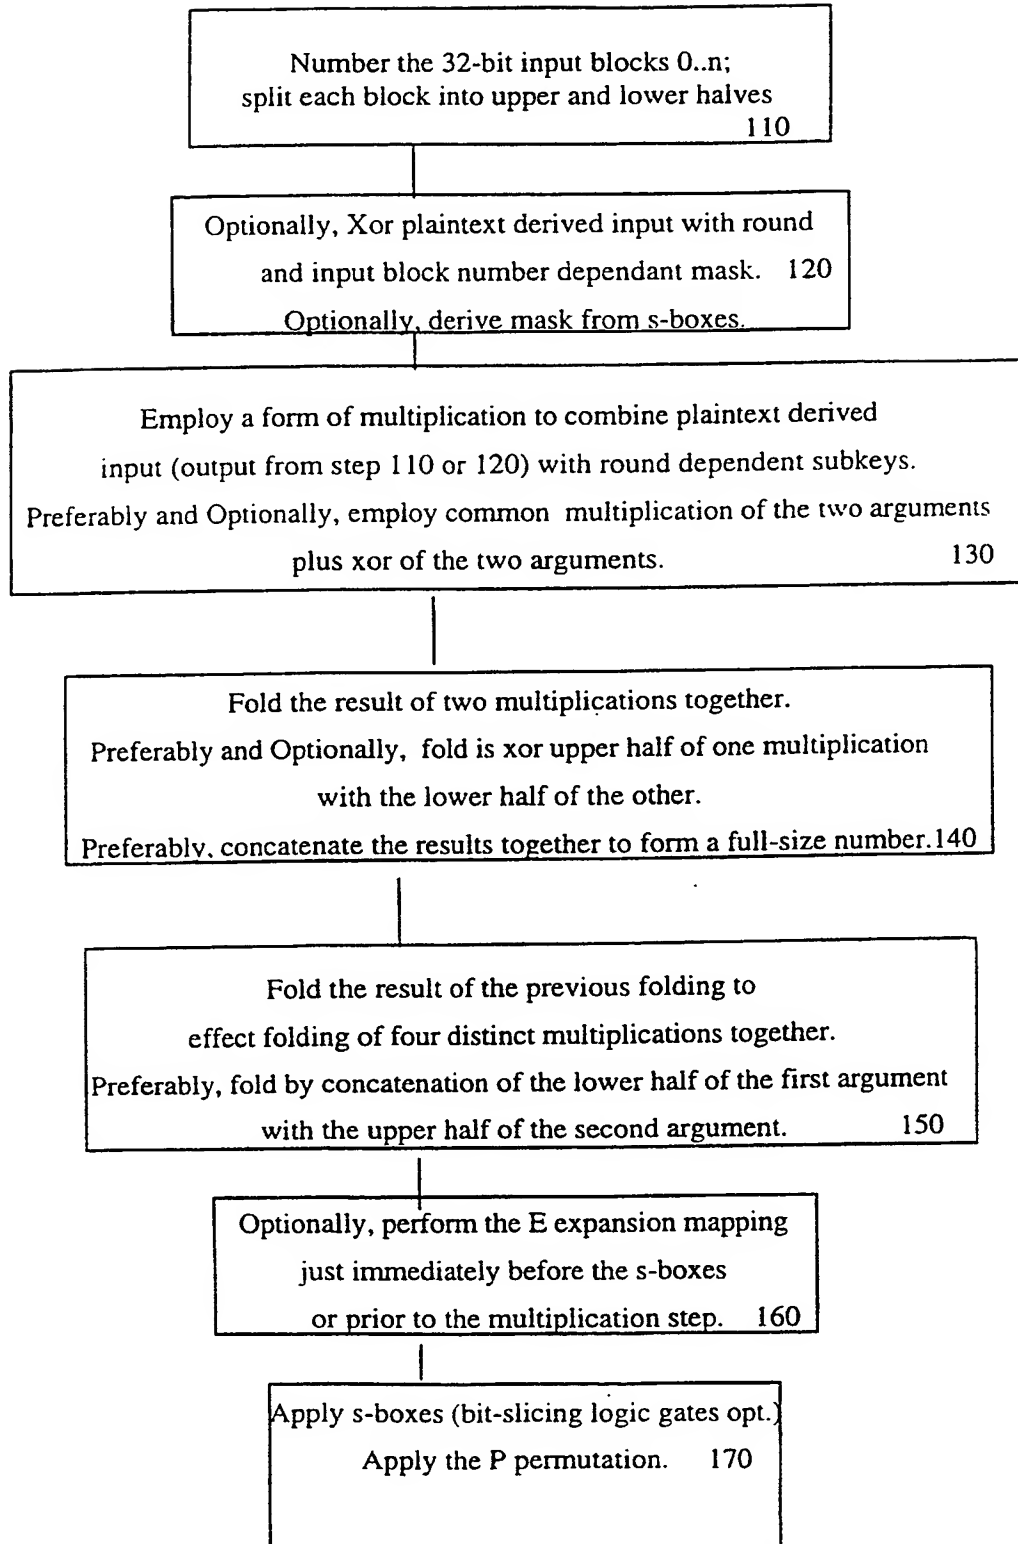 Number the 32-bit input blocks 0..n;
split each block into upper and lower halves
110
Optionally, Xor plaintext derived input with round
and input block number dependant mask. 120
Optionally, derive mask from s-boxes.
Employ a form of multiplication to combine plaintext derived
input (output from step 110 or 120) with round dependent subkeys.
Preferably and Optionally, employ common multiplication of the two arguments
plus xor of the two arguments. 130
Fold the result of two multiplications together.
Preferably and Optionally, fold is xor upper half of one multiplication
with the lower half of the other.
Preferably, concatenate the results together to form a full-size number.140
Fold the result of the previous folding to
effect folding of four distinct multiplications together.
Preferably, fold by concatenation of the lower half of the first argument
with the upper half of the second argument. 150
Optionally, perform the E expansion mapping
just immediately before the s-boxes
or prior to the multiplication step. 160
Apply s-boxes (bit-slicing logic gates opt.)
Apply the P permutation. 170